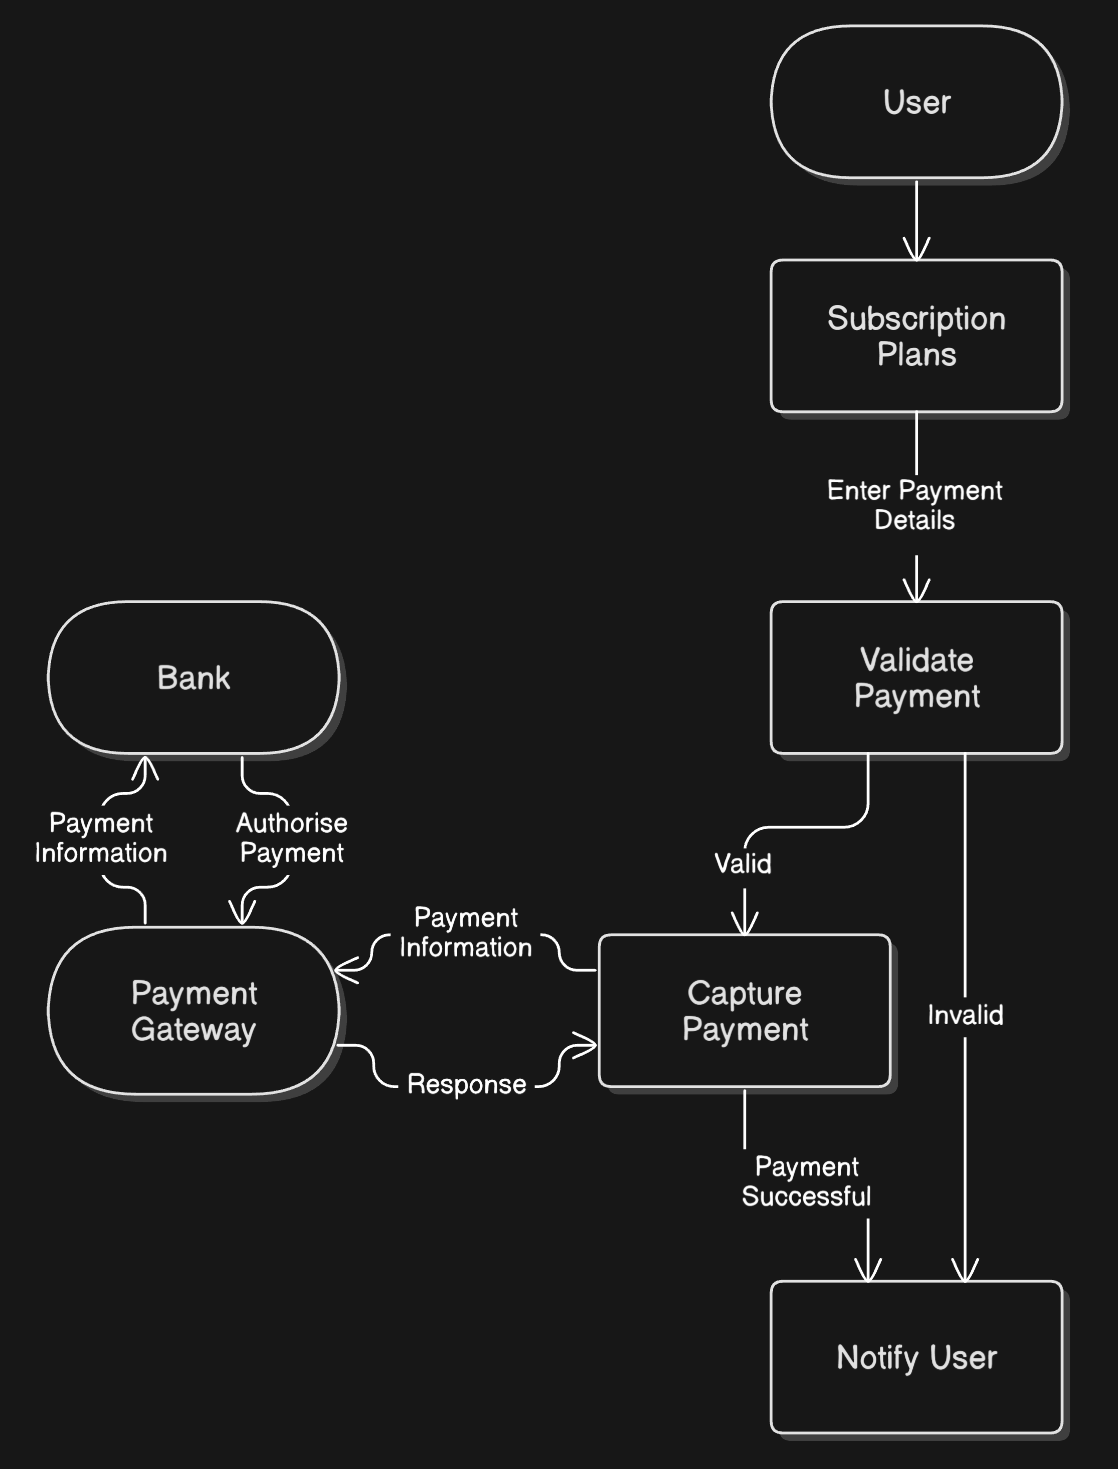 User
Subscription
Plans
Enter Payment
Details
Validate
Payment
Bank
Payment
Information
Authorise
Payment
Valid
Payment
Information
Payment
Gateway
Capture
Payment
Invalid
Response
Payment
Successful
Notify User